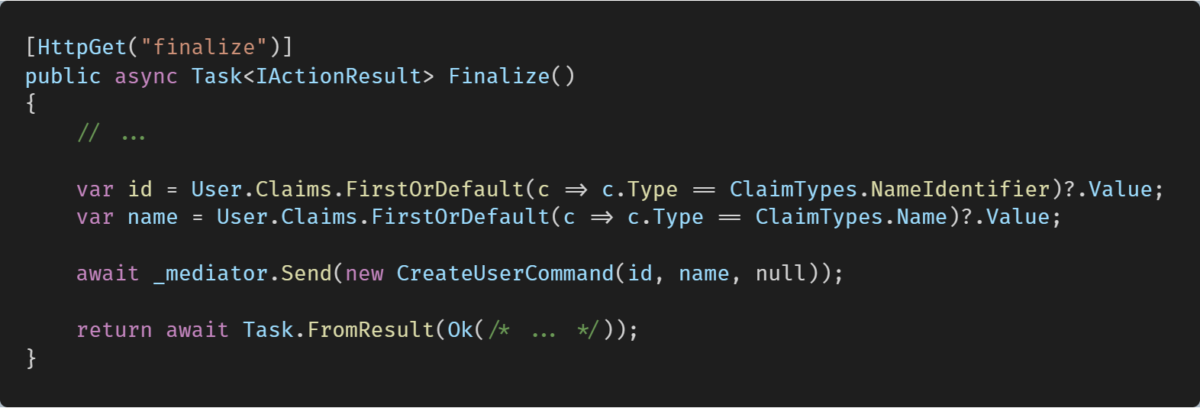 [HttpGet("finalize")]
public async Task<IActionResult> Finalize()
{
    // ...
    var id = User.Claims.FirstOrDefault(c => c.Type == ClaimTypes.NameIdentifier)?.Value;
    var name = User.Claims.FirstOrDefault(c => c.Type == ClaimTypes.Name)?.Value;
    await _mediator.Send(new CreateUserCommand(id, name, null));
    return await Task.FromResult(Ok(/* ... */));
}